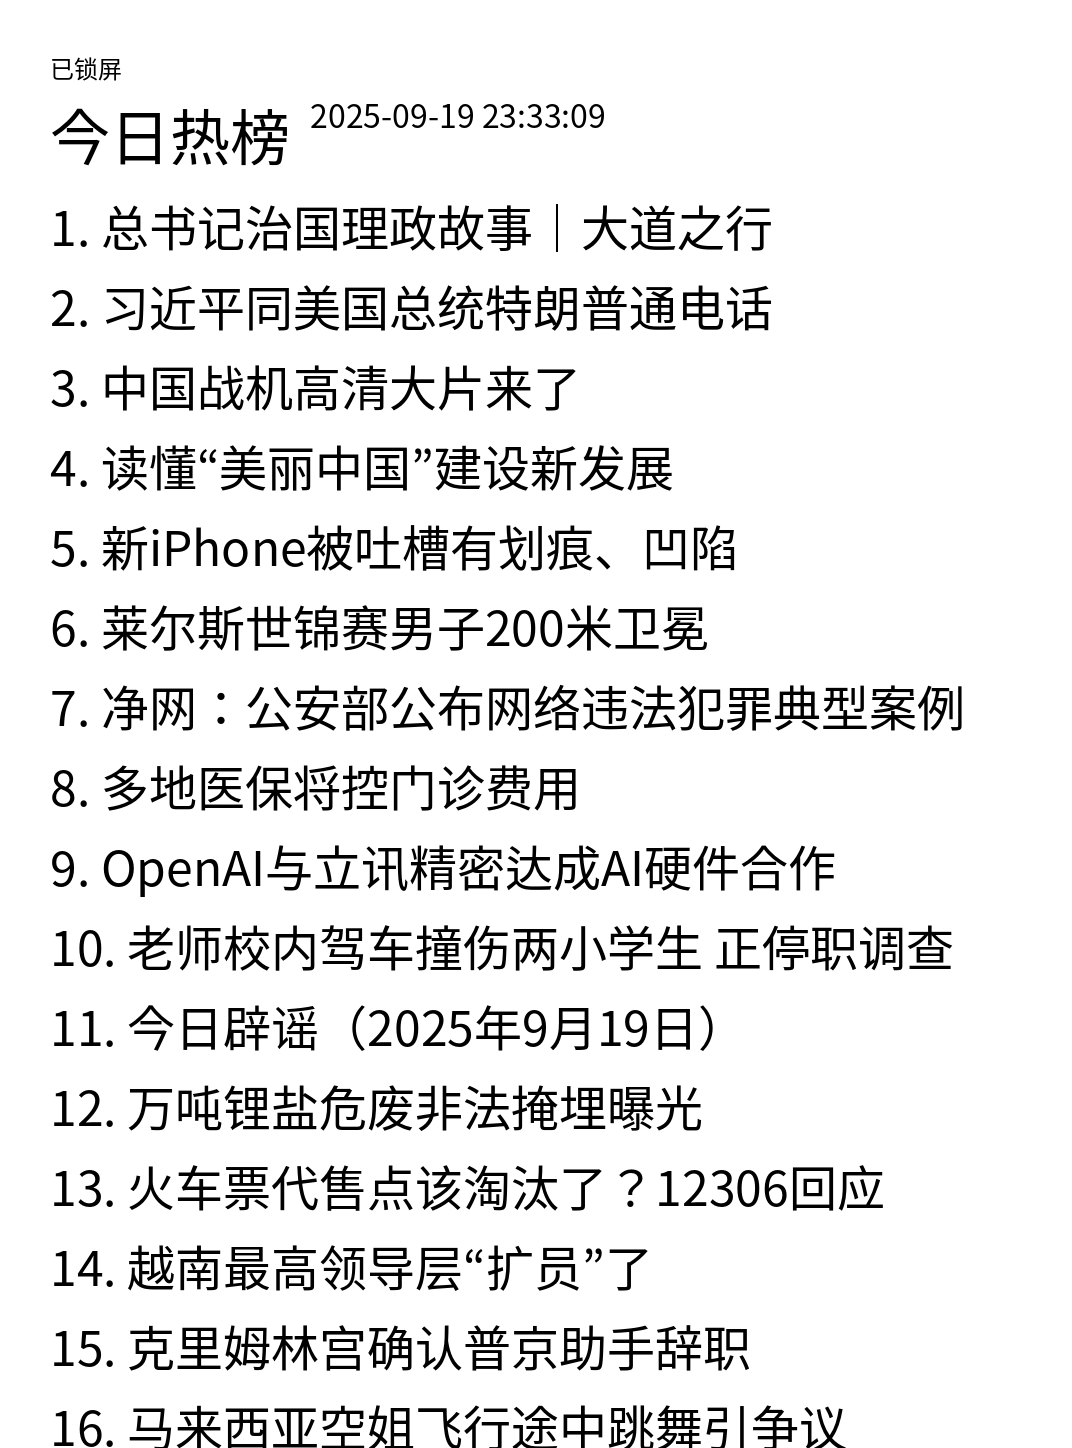 已锁屏
今日热榜 2025-09-19 23:33:09
1. 总书记治国理政故事｜大道之行
2. 习近平同美国总统特朗普通电话
3. 中国战机高清大片来了
4. 读懂“美丽中国”建设新发展
5. 新iPhone被吐槽有划痕、凹陷
6. 莱尔斯世锦赛男子200米卫冕
7. 净网：公安部公布网络违法犯罪典型案例
8. 多地医保将控门诊费用
9. OpenAI与立讯精密达成AI硬件合作
10. 老师校内驾车撞伤两小学生 正停职调查
11. 今日辟谣（2025年9月19日）
12. 万吨锂盐危废非法掩埋曝光
13. 火车票代售点该淘汰了？12306回应
14. 越南最高领导层“扩员”了
15. 克里姆林宫确认普京助手辞职
16. 马来西亚空姐飞行途中跳舞引争议